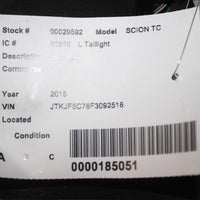 Stock # 00029592 Model SCION TC
IC # L Taillight
Description
Comments
Year 2015
VIN JTKJF5C78F3092516
Located
Condition
A C
0000185051